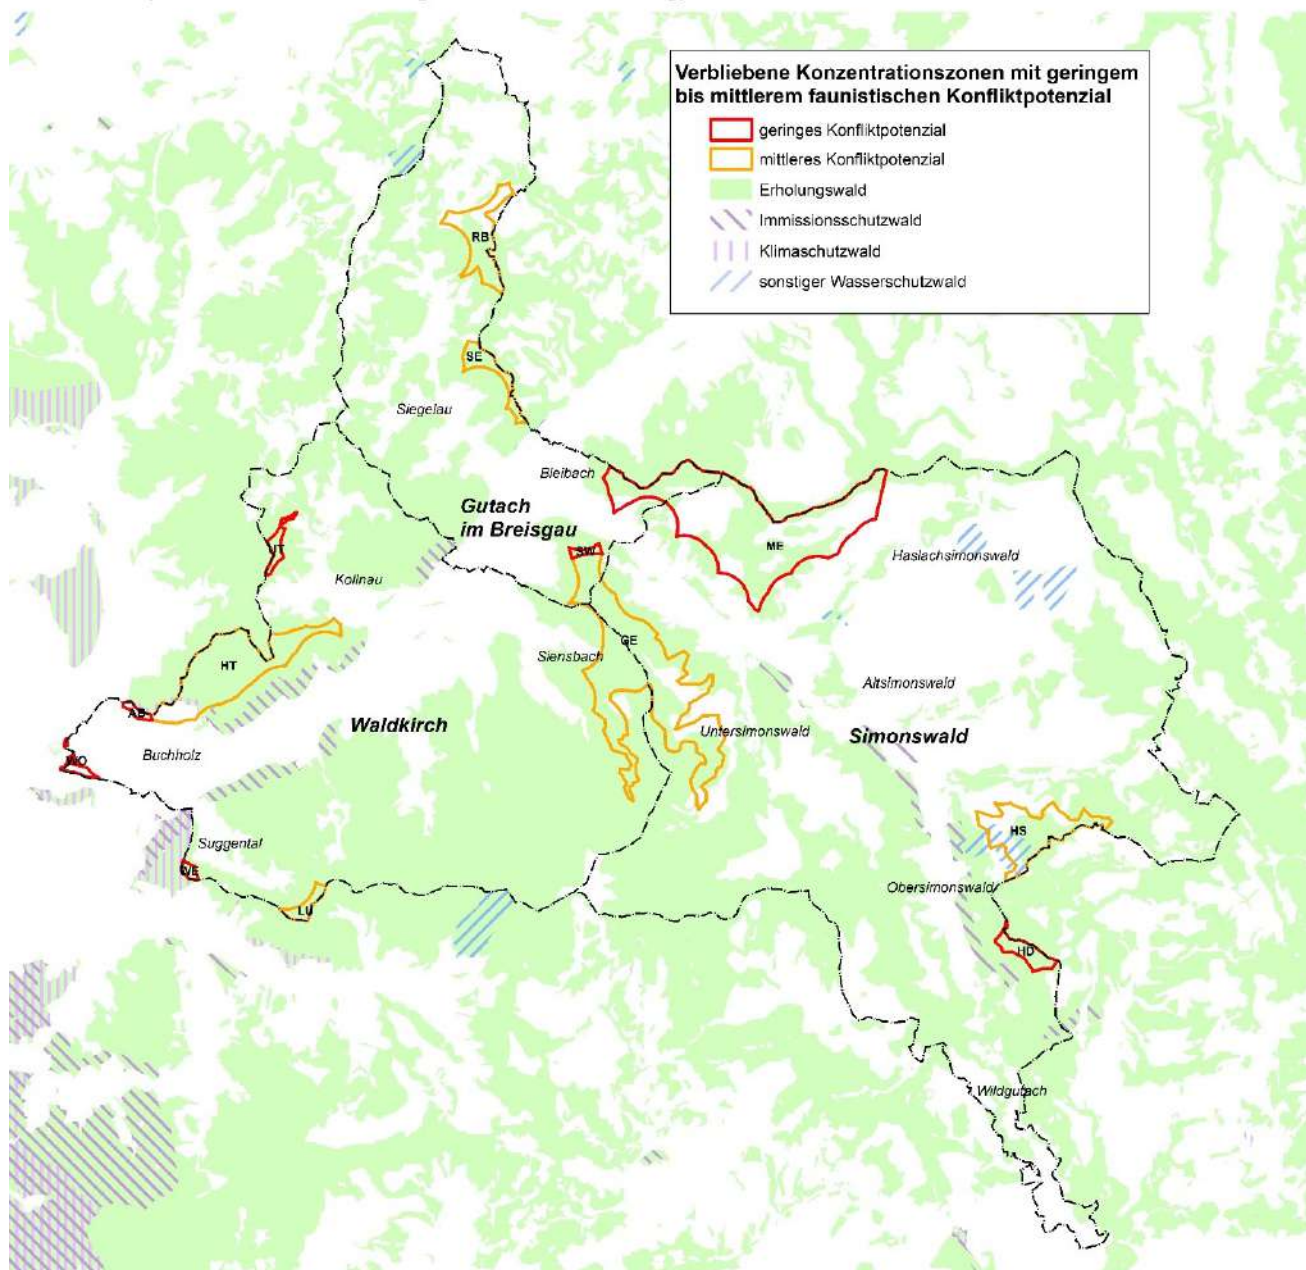 Verbliebene Konzentrationszonen mit geringem
bis mittlerem faunistischen Konfliktpotenzial
geringes Konfliktpotenzial
mittleres Konfliktpotenzial
Erholungswald
Immissionsschutzwald
Klimaschutzwald
sonstiger Wasserschutzwald
RB
SE
Siegelau
Bleibach
Gutach
im Breisgau
SW
ME
Haslachsimonswald
Kollnau
GE
Siensbach
HT
Altsimonswald
AB
Waldkirch
Untersimonswald
Simonswald
Buchholz
WO
HS
Suggental
WE
Obersimonswald
LU
HD
Wildgutach